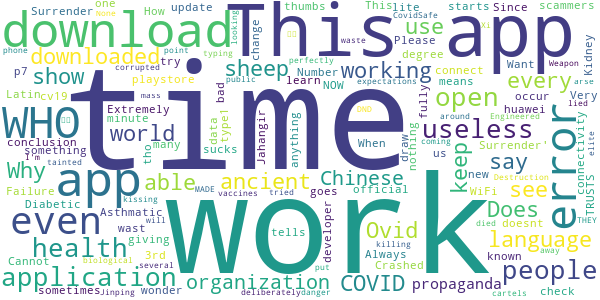 Surrender one and update starts scammers
download This app
one
How
lite
CovidSafe
Since
thumbs
This
downloaded
use change Please Xi
playstore degree Want Weapon
p7 show try sheep working every Kidney
typing looking phone point
Latin cv19 Extremely NOW means connect Number perfectly
WHO time open huawei occur
minute learn bad fully Very arse
conclusion world data type1 Jahangir useless lied
something many sucks anything nothing draw error
I'm tainted tho When keep say Surrender' around
Why app able ancient Chinese us new see
Failure Diabetic Asthmatic goes official WiFi Does
even will wast giving 3rd Ovid language
health work developer doesnt
Cannot tells COVID Always Crashed known died
application organization propaganda people
sometimes wonder several Jinping deliberately danger
put killing coming away check cartels
MADE vaccines tried kissing biological
Engineered Destruction elite THEY TRUSTS connectivity
public expectations waste mass corrupted None